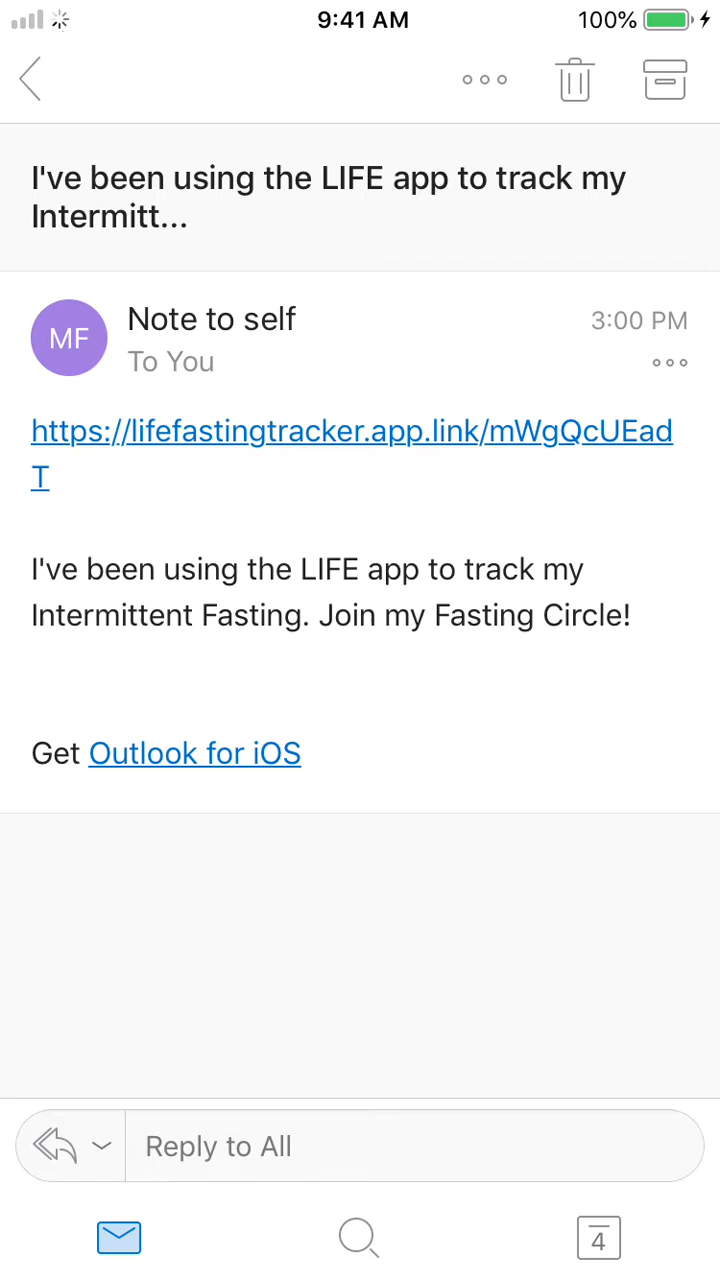 9:41 AM
100%
I've been using the LIFE app to track my
Intermitt...
MF
Note to self
3:00 PM
To You
https://lifefastingtracker.app.link/mWgQcUEad
T
I've been using the LIFE app to track my
Intermittent Fasting. Join my Fasting Circle!
Get Outlook for iOS
Reply to All
4